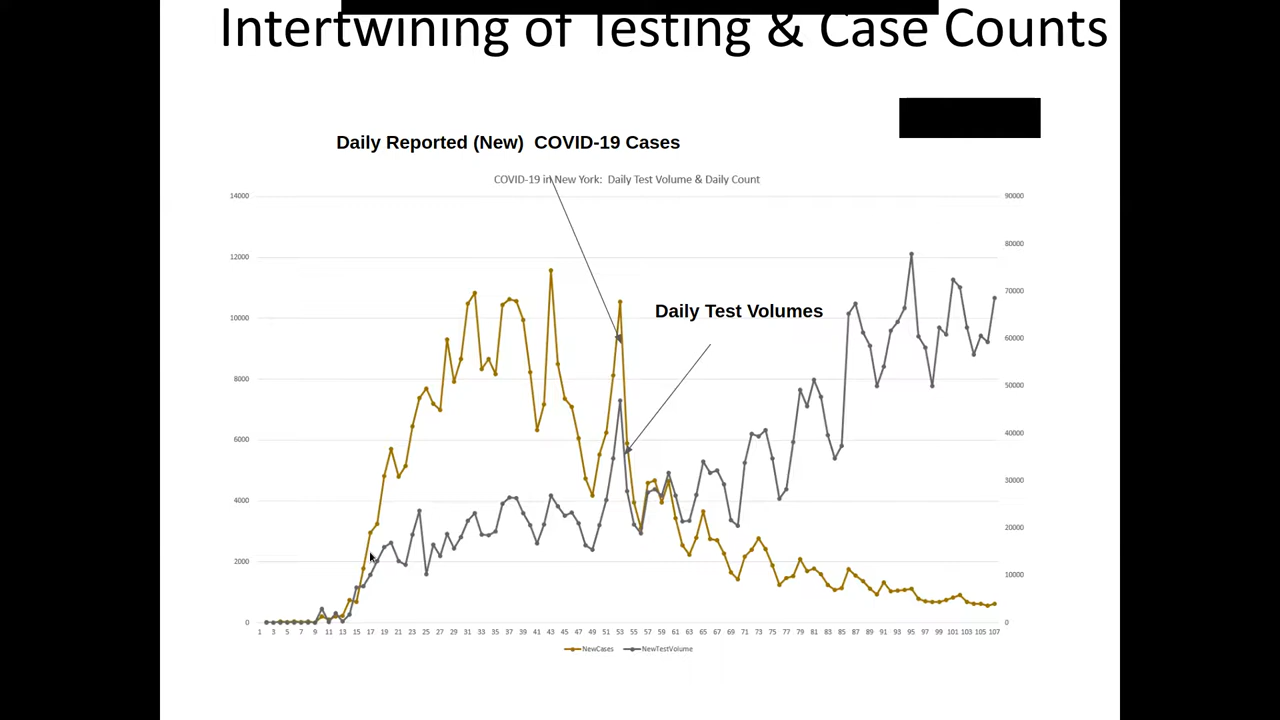 Intertwining of Testing & Case Counts
Daily Reported (New) COVID-19 Cases
COVID-19 in New York: Daily Test Volume & Daily Count
14000 90000
80000
12000
70000
Daily Test Volumes
10000
60000
8000
50000
6000
40000
30000
4000
20000
2000
10000
0 0
1 3 5 7 9 11 13 15 17 19 21 23 25 27 29 31 33 35 37 39 41 43 45 47 49 51 53 55 57 59 61 63 65 67 69 71 73 75 77 79 81 83 85 87 89 91 93 95 97 99 101 103 105 107
NewCases NewTestVolume